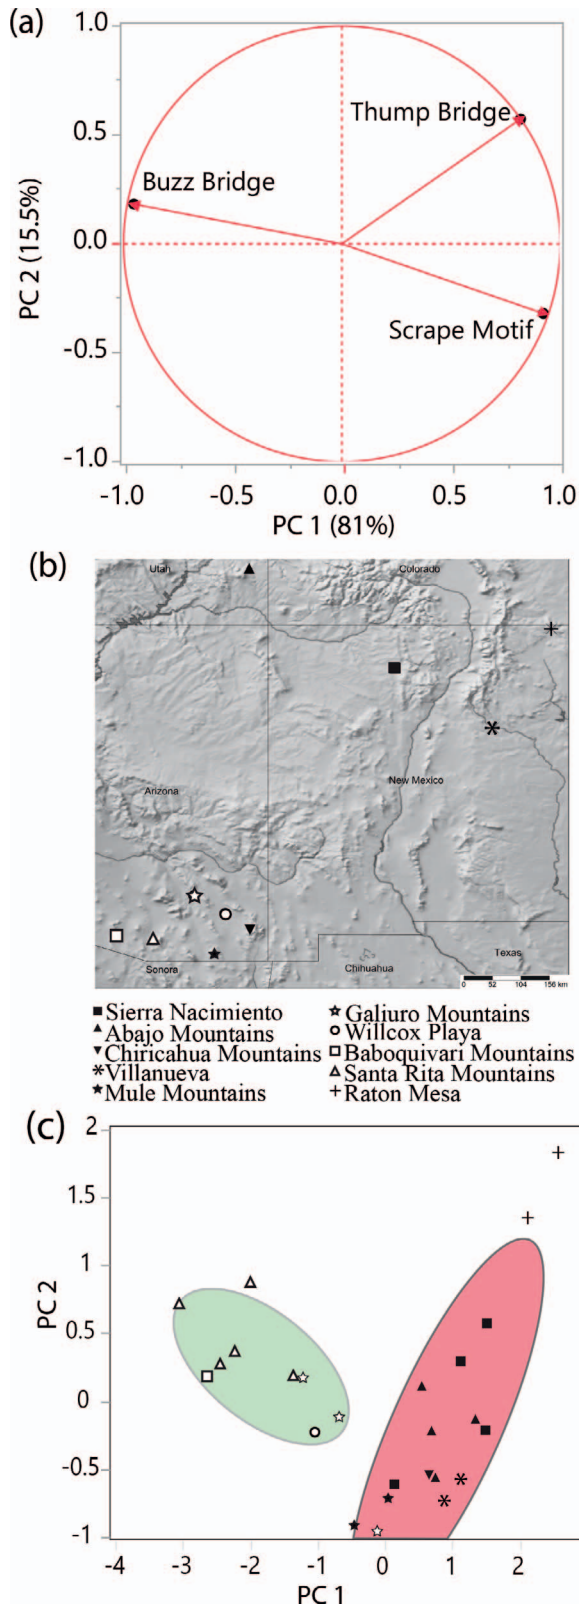 (a)
1.0
Thump Bridge
0.5
Buzz Bridge
0.0
PC 2 (15.5%)
Scrape Motif
-0.5
-1.0
-1.0 -0.5 0.0 0.5 1.0
PC 1 (81%)
(b)
Utah Colorado
Arizona New Mexico
Texas
Sonora Chihuahua
0 52 104 156 km
Sierra Nacimiento Galiuro Mountains
Abajo Mountains Willcox Playa
Chiricahua Mountains Baboquivari Mountains
Villanueva Santa Rita Mountains
Mule Mountains Raton Mesa
(c)
2
1.5
1
0.5
PC 2
0
-0.5
-1
-4 -3 -2 -1 0 1 2
PC 1